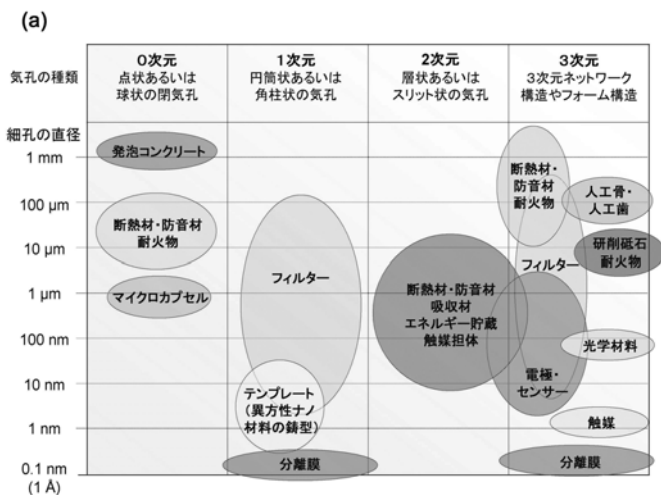 (a)
気孔の種類
0次元
点状あるいは
球状の閉気孔
1次元
円筒状あるいは
角柱状の気孔
2次元
層状あるいは
スリット状の気孔
3次元
3次元ネットワーク
構造やフォーム構造
細孔の直径
1 mm
100 μm
10 μm
1 μm
100 nm
10 nm
1 nm
0.1 nm
(1 Å)
発泡コンクリート
断熱材・防音材
耐火物
マイクロカプセル
フィルター
テンプレート
(異方性ナノ
材料の鋳型)
分離膜
断熱材・防音材
吸収材
エネルギー貯蔵
触媒担体
断熱材・
防音材
耐火物
人工骨・
人工歯
研削砥石
耐火物
フィルター
光学材料
電極・
センサー
触媒
分離膜